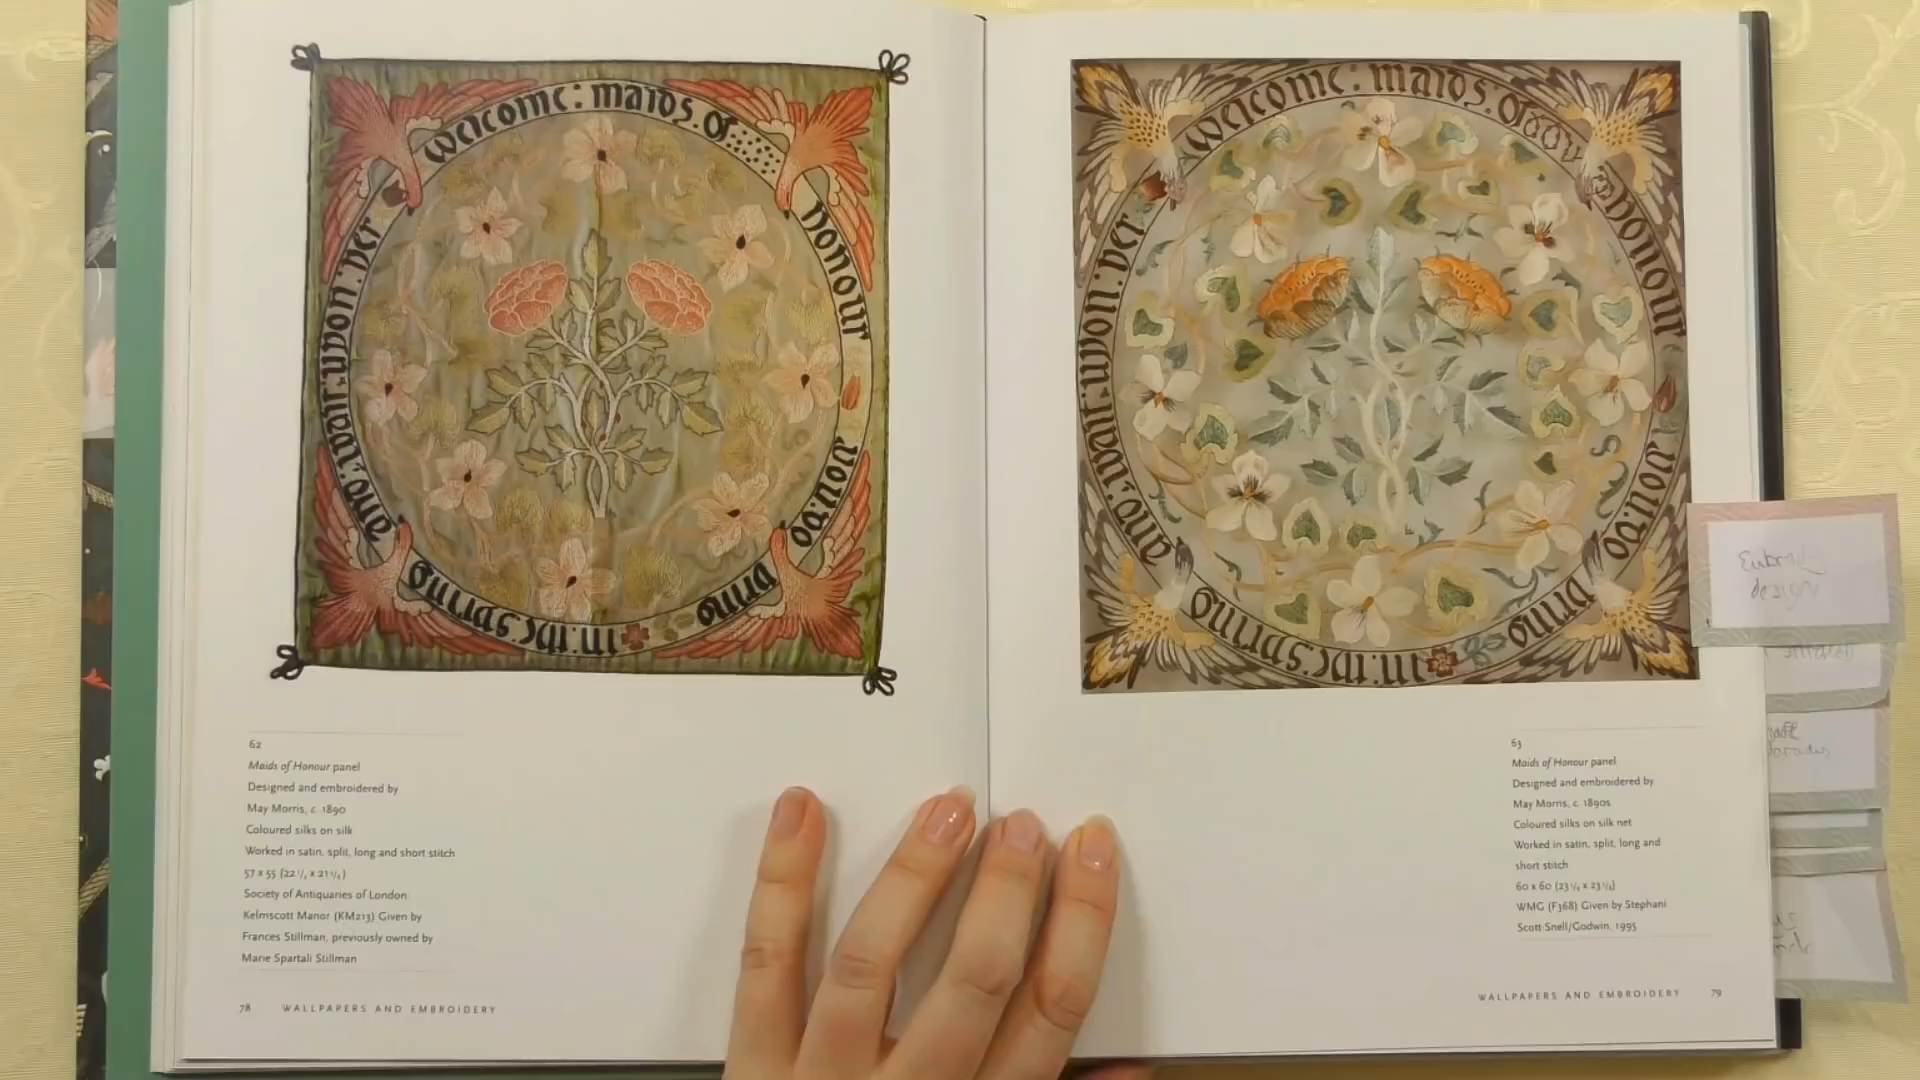 welcome: maids. of.
honour
you. do
bring
in. the. spring
and. wait. upon. her
welcome: maids. of
honour
you. do
bring
in. the. spring
and. wait. upon. her
62
Maids of Honour panel
Designed and embroidered by
May Morris, c. 1890
Coloured silks on silk
Worked in satin, split, long and short stitch
57 x 55 (22 1/2 x 21 3/4)
Society of Antiquaries of London:
Kelmscott Manor (KM213) Given by
Frances Stillman, previously owned by
Marie Spartali Stillman
78 WALLPAPERS AND EMBROIDERY
63
Maids of Honour panel
Designed and embroidered by
May Morris, c. 1890s
Coloured silks on silk net
Worked in satin, split, long and
short stitch
60 x 60
WMG (F368) Given by Stephani
Scott-Snell/Godwin, 1995
WALLPAPERS AND EMBROIDERY 79
design